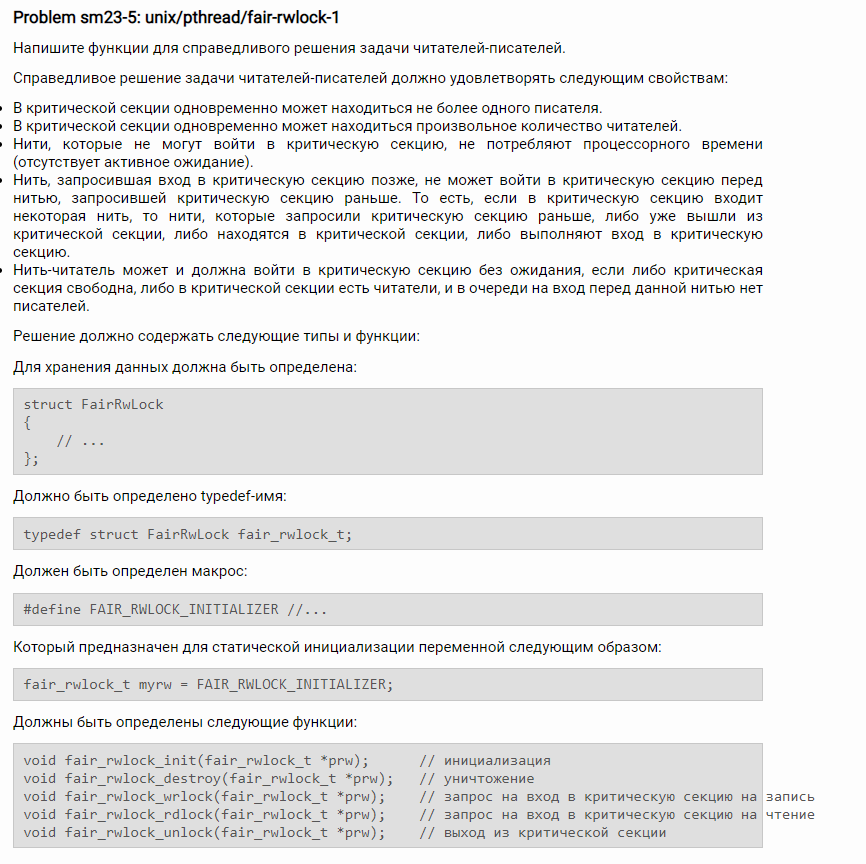 Problem sm23-5: unix/pthread/fair-rwlock-1
Напишите функции для справедливого решения задачи читателей-писателей.
Справедливое решение задачи читателей-писателей должно удовлетворять следующим свойствам:
В критической секции одновременно может находиться не более одного писателя.
В критической секции одновременно может находиться произвольное количество читателей.
Нити, которые не могут войти в критическую секцию, не потребляют процессорного времени
(отсутствует активное ожидание).
Нить, запросившая вход в критическую секцию позже, не может войти в критическую секцию перед
нитью, запросившей критическую секцию раньше. То есть, если в критическую секцию входит
некоторая нить, то нити, которые запросили критическую секцию раньше, либо уже вышли из
критической секции, либо находятся в критической секции, либо выполняют вход в критическую
секцию.
Нить-читатель может и должна войти в критическую секцию без ожидания, если либо критическая
секция свободна, либо в критической секции есть читатели, и в очереди на вход перед данной нитью нет
писателей.
Решение должно содержать следующие типы и функции:
Для хранения данных должна быть определена:
struct FairRwLock
{
    // ...
};
Должно быть определено typedef-имя:
typedef struct FairRwLock fair_rwlock_t;
Должен быть определен макрос:
#define FAIR_RWLOCK_INITIALIZER //...
Который предназначен для статической инициализации переменной следующим образом:
fair_rwlock_t myrw = FAIR_RWLOCK_INITIALIZER;
Должны быть определены следующие функции:
void fair_rwlock_init(fair_rwlock_t *prw);      // инициализация
void fair_rwlock_destroy(fair_rwlock_t *prw);   // уничтожение
void fair_rwlock_wrlock(fair_rwlock_t *prw);    // запрос на вход в критическую секцию на запись
void fair_rwlock_rdlock(fair_rwlock_t *prw);    // запрос на вход в критическую секцию на чтение
void fair_rwlock_unlock(fair_rwlock_t *prw);    // выход из критической секции